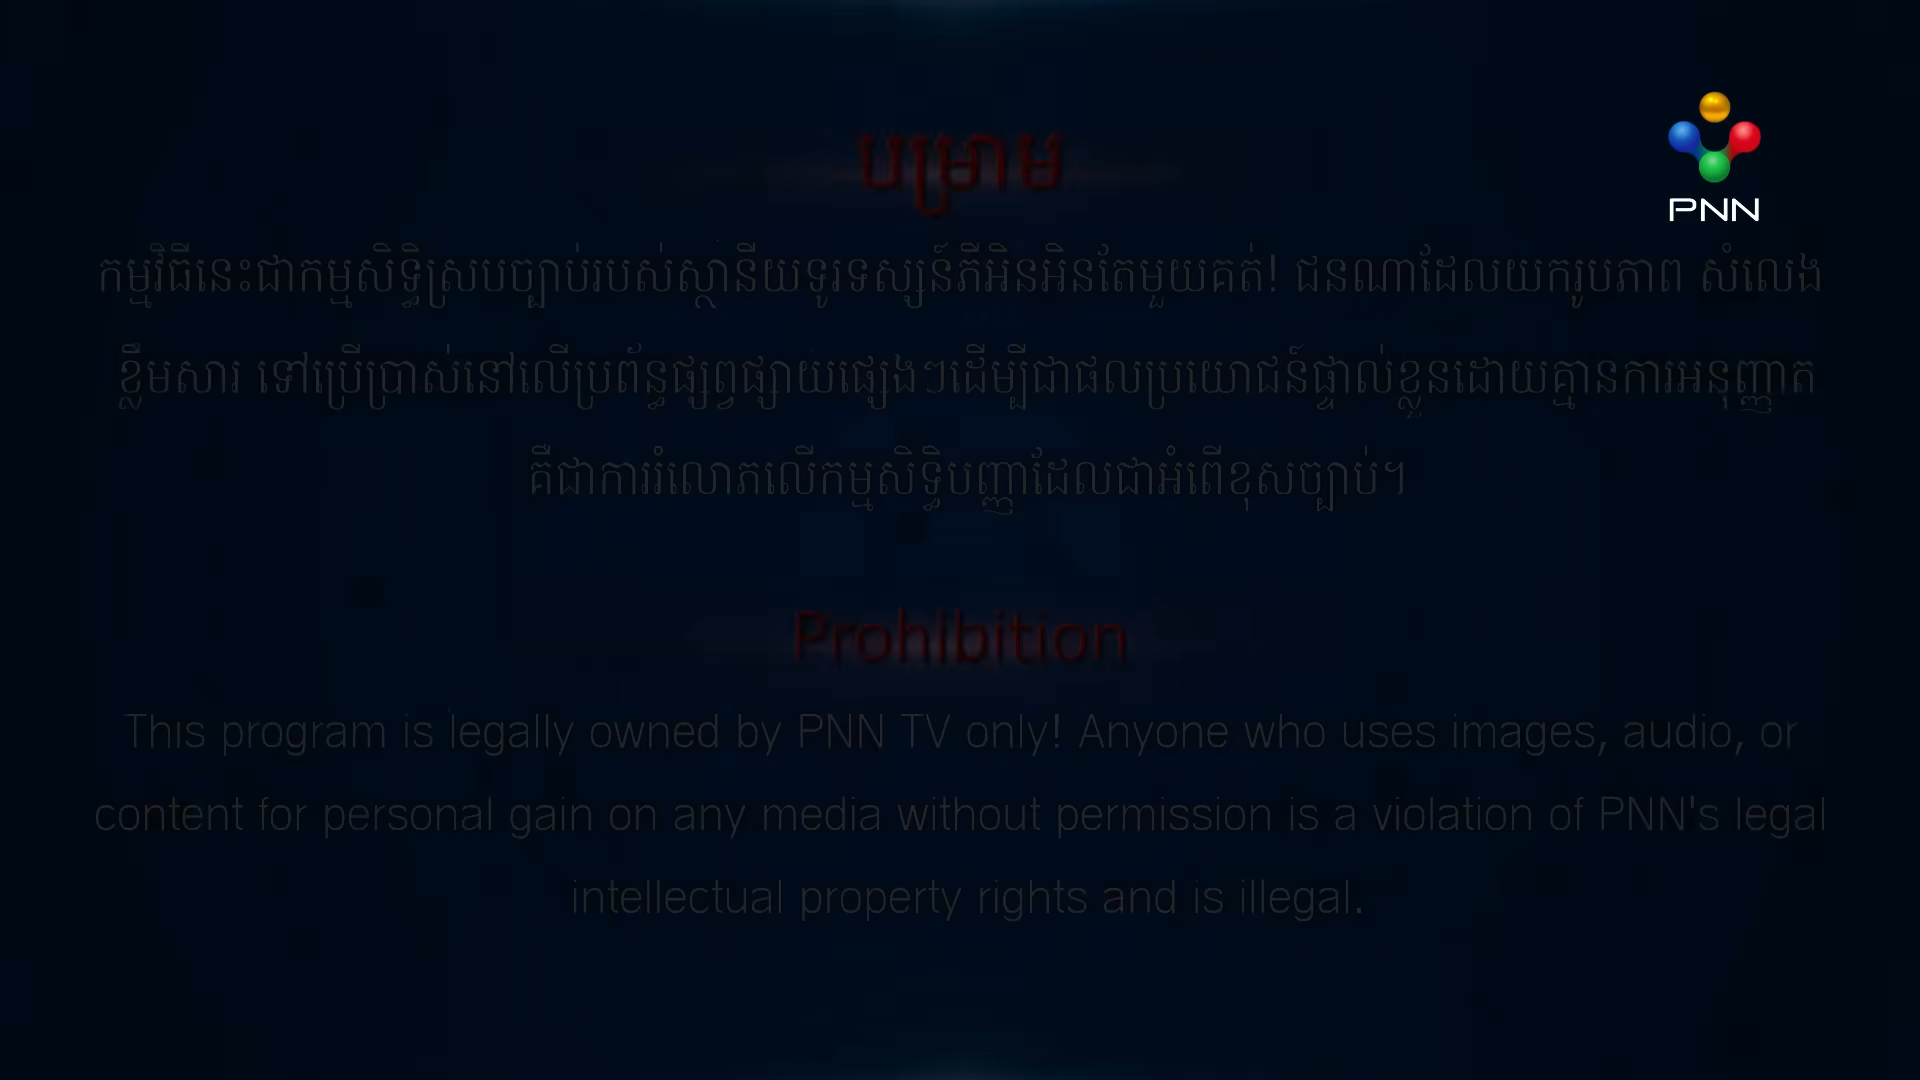 PNN
បម្រាម
កម្មវិធីនេះជាកម្មសិទ្ធិស្របច្បាប់របស់ស្ថានីយទូរទស្សន៍ភីអិនអិនតែមួយគត់! ជនណាដែលយករូបភាព សំលេង
ខ្លឹមសារ ទៅប្រើប្រាស់នៅលើប្រព័ន្ធផ្សព្វផ្សាយផ្សេងៗដើម្បីជាផលប្រយោជន៍ផ្ទាល់ខ្លួនដោយគ្មានការអនុញ្ញាត
គឺជាការរំលោភលើកម្មសិទ្ធិបញ្ញាដែលជាអំពើខុសច្បាប់។
Prohibition
This program is legally owned by PNN TV only! Anyone who uses images, audio, or
content for personal gain on any media without permission is a violation of PNN's legal
intellectual property rights and is illegal.